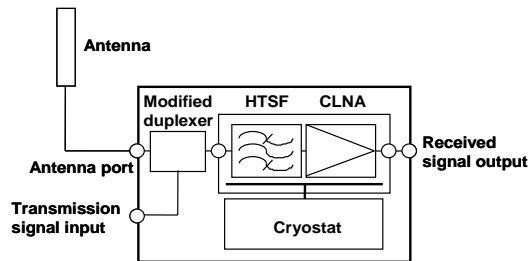 Antenna
Modified
duplexer
HTSF
CLNA
Antenna port
Received
signal output
Transmission
signal input
Cryostat